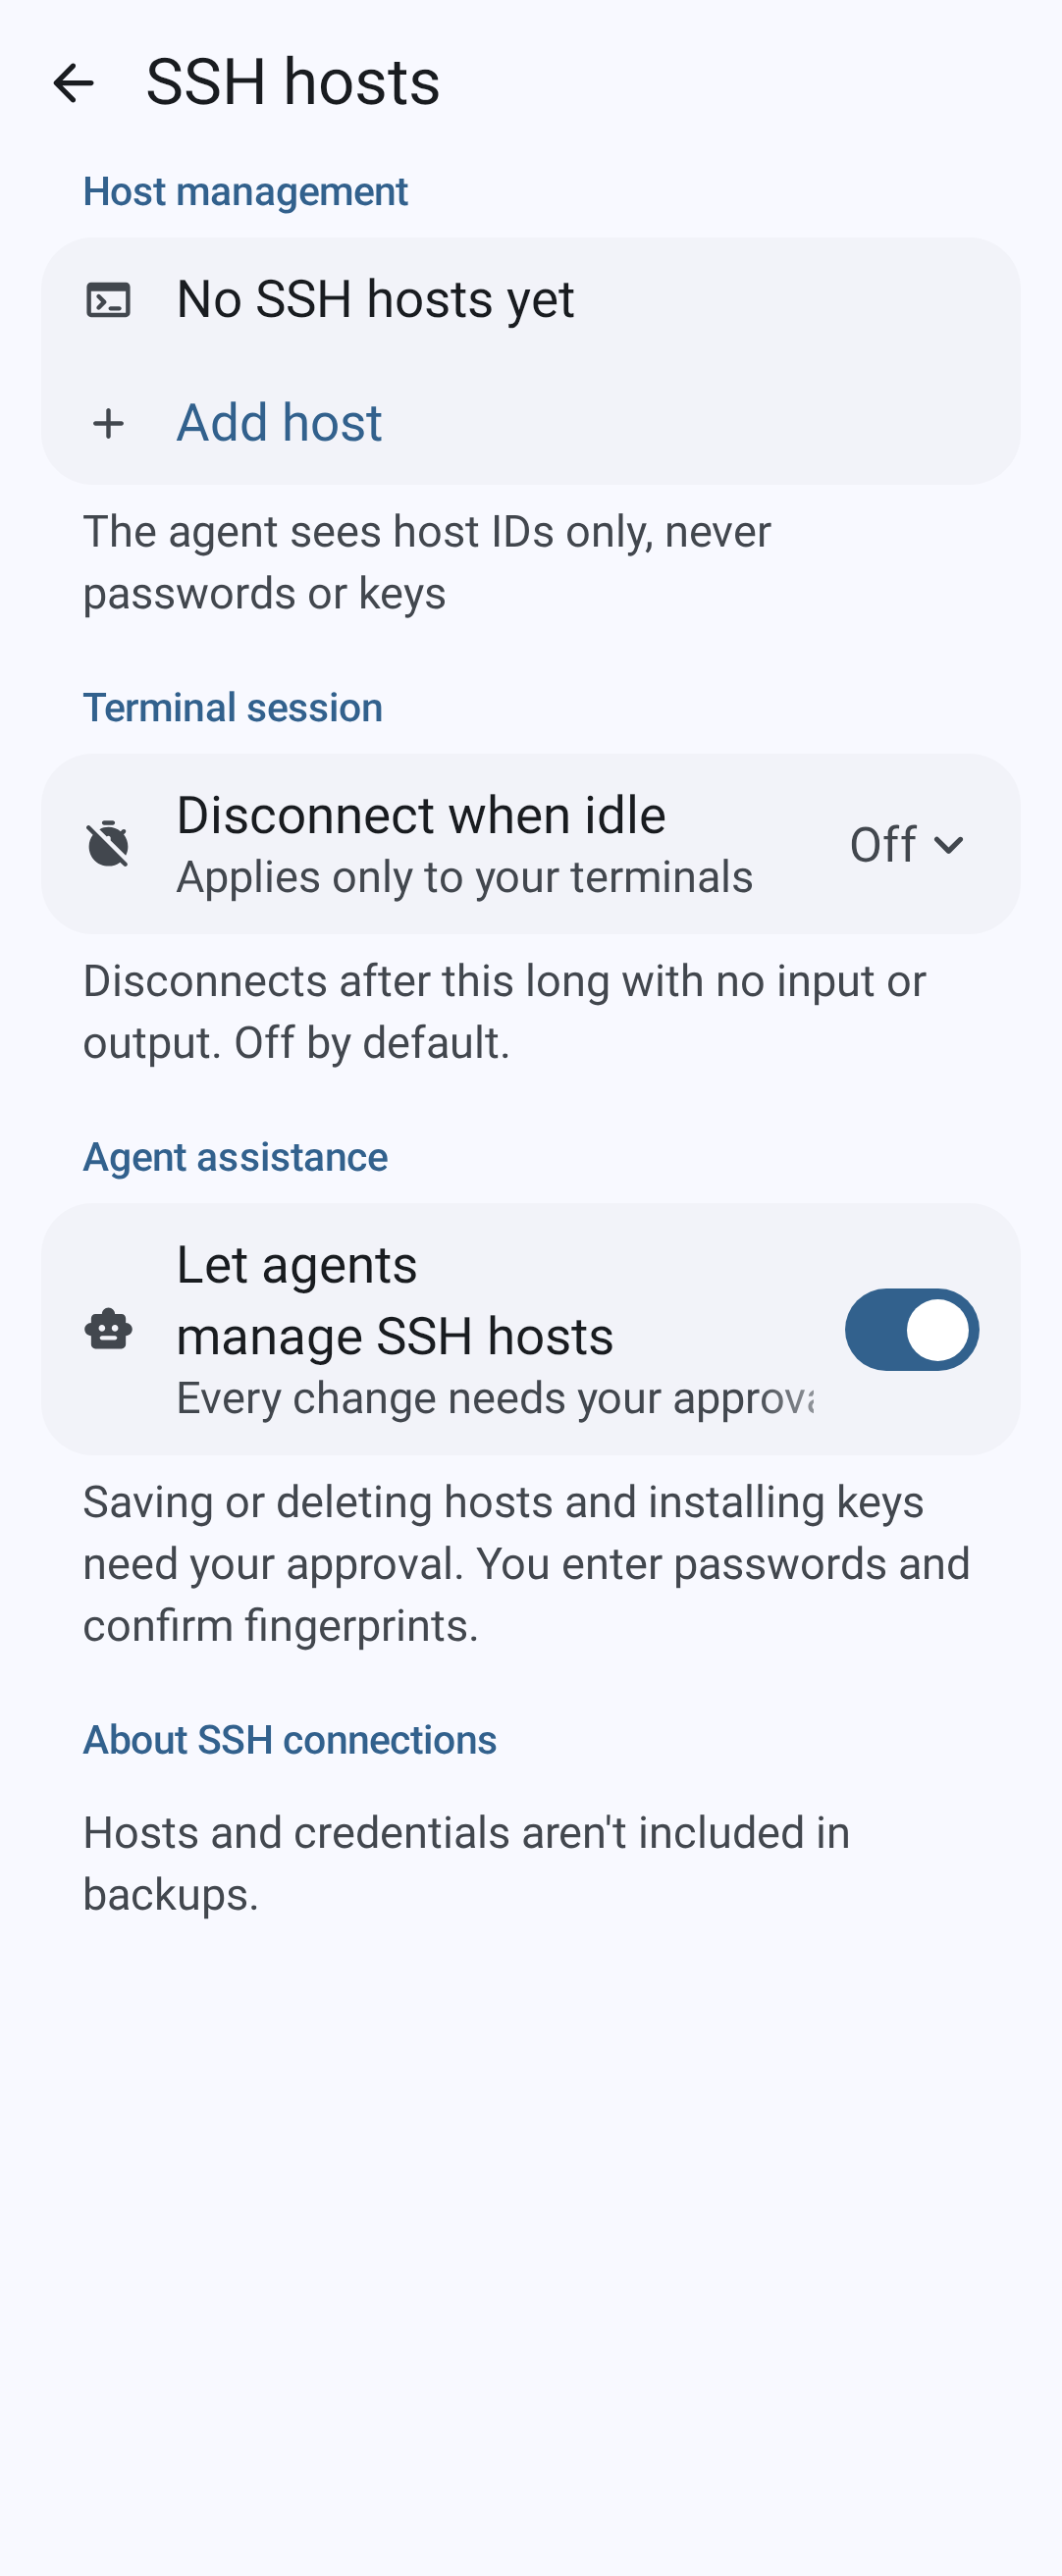 SSH hosts
Host management
No SSH hosts yet
Add host
The agent sees host IDs only, never
passwords or keys
Terminal session
Disconnect when idle
Applies only to your terminals
Off
Disconnects after this long with no input or
output. Off by default.
Agent assistance
Let agents
manage SSH hosts
Every change needs your approva
Saving or deleting hosts and installing keys
need your approval. You enter passwords and
confirm fingerprints.
About SSH connections
Hosts and credentials aren't included in
backups.